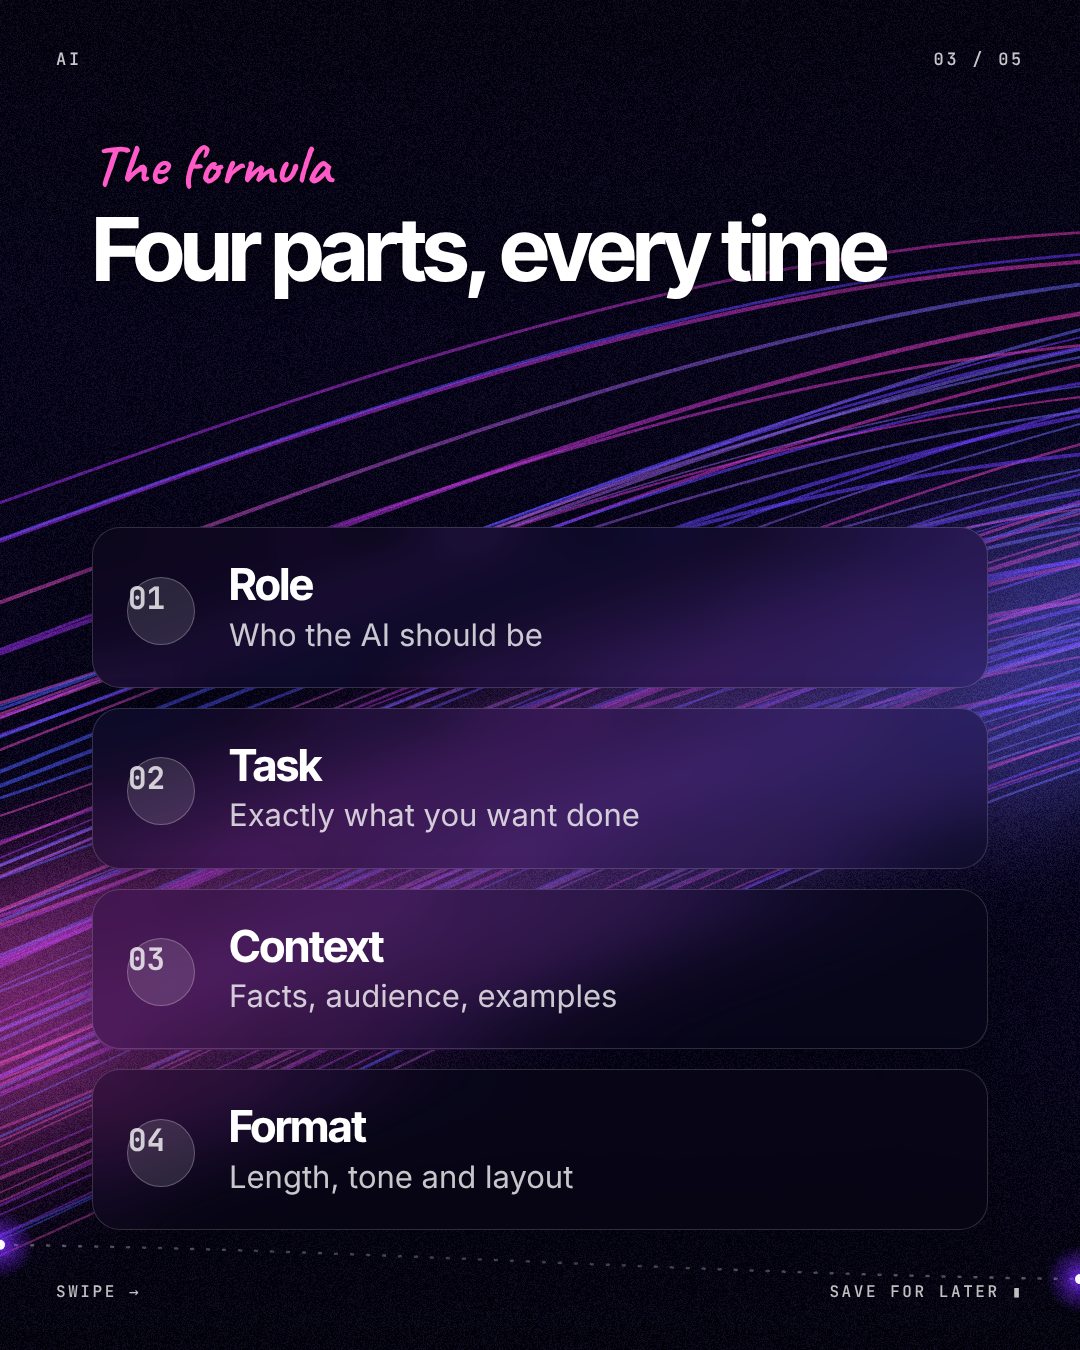 AI
03 / 05
The formula
Four parts, every time
01
Role
Who the AI should be
02
Task
Exactly what you want done
03
Context
Facts, audience, examples
04
Format
Length, tone and layout
SWIPE →
SAVE FOR LATER ▮